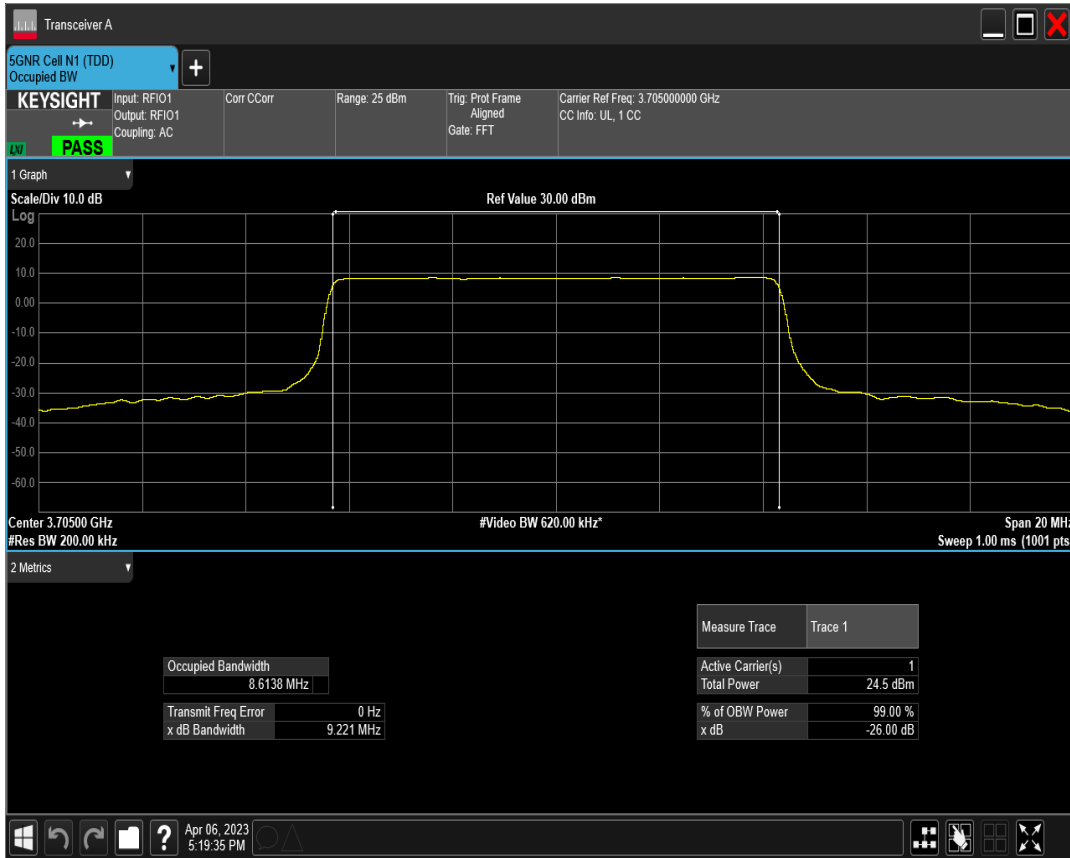 Transceiver A
5GNR Cell N1 (TDD)
Occupied BW
+
KEYSIGHT
LXI
PASS
Input: RFIO1
Output: RFIO1
Coupling: AC
Corr CCorr
Range: 25 dBm
Trig: Prot Frame
Aligned
Gate: FFT
Carrier Ref Freq: 3.705000000 GHz
CC Info: UL, 1 CC
1 Graph
Scale/Div 10.0 dB
Ref Value 30.00 dBm
Log
20.0
10.0
0.00
-10.0
-20.0
-30.0
-40.0
-50.0
-60.0
Center 3.70500 GHz
#Video BW 620.00 kHz*
Span 20 MHz
#Res BW 200.00 kHz
Sweep 1.00 ms (1001 pts
2 Metrics
Measure Trace Trace 1
Occupied Bandwidth
8.6138 MHz
Active Carrier(s) 1
Total Power 24.5 dBm
Transmit Freq Error 0 Hz
x dB Bandwidth 9.221 MHz
% of OBW Power 99.00 %
x dB -26.00 dB
?
Apr 06, 2023
5:19:35 PM